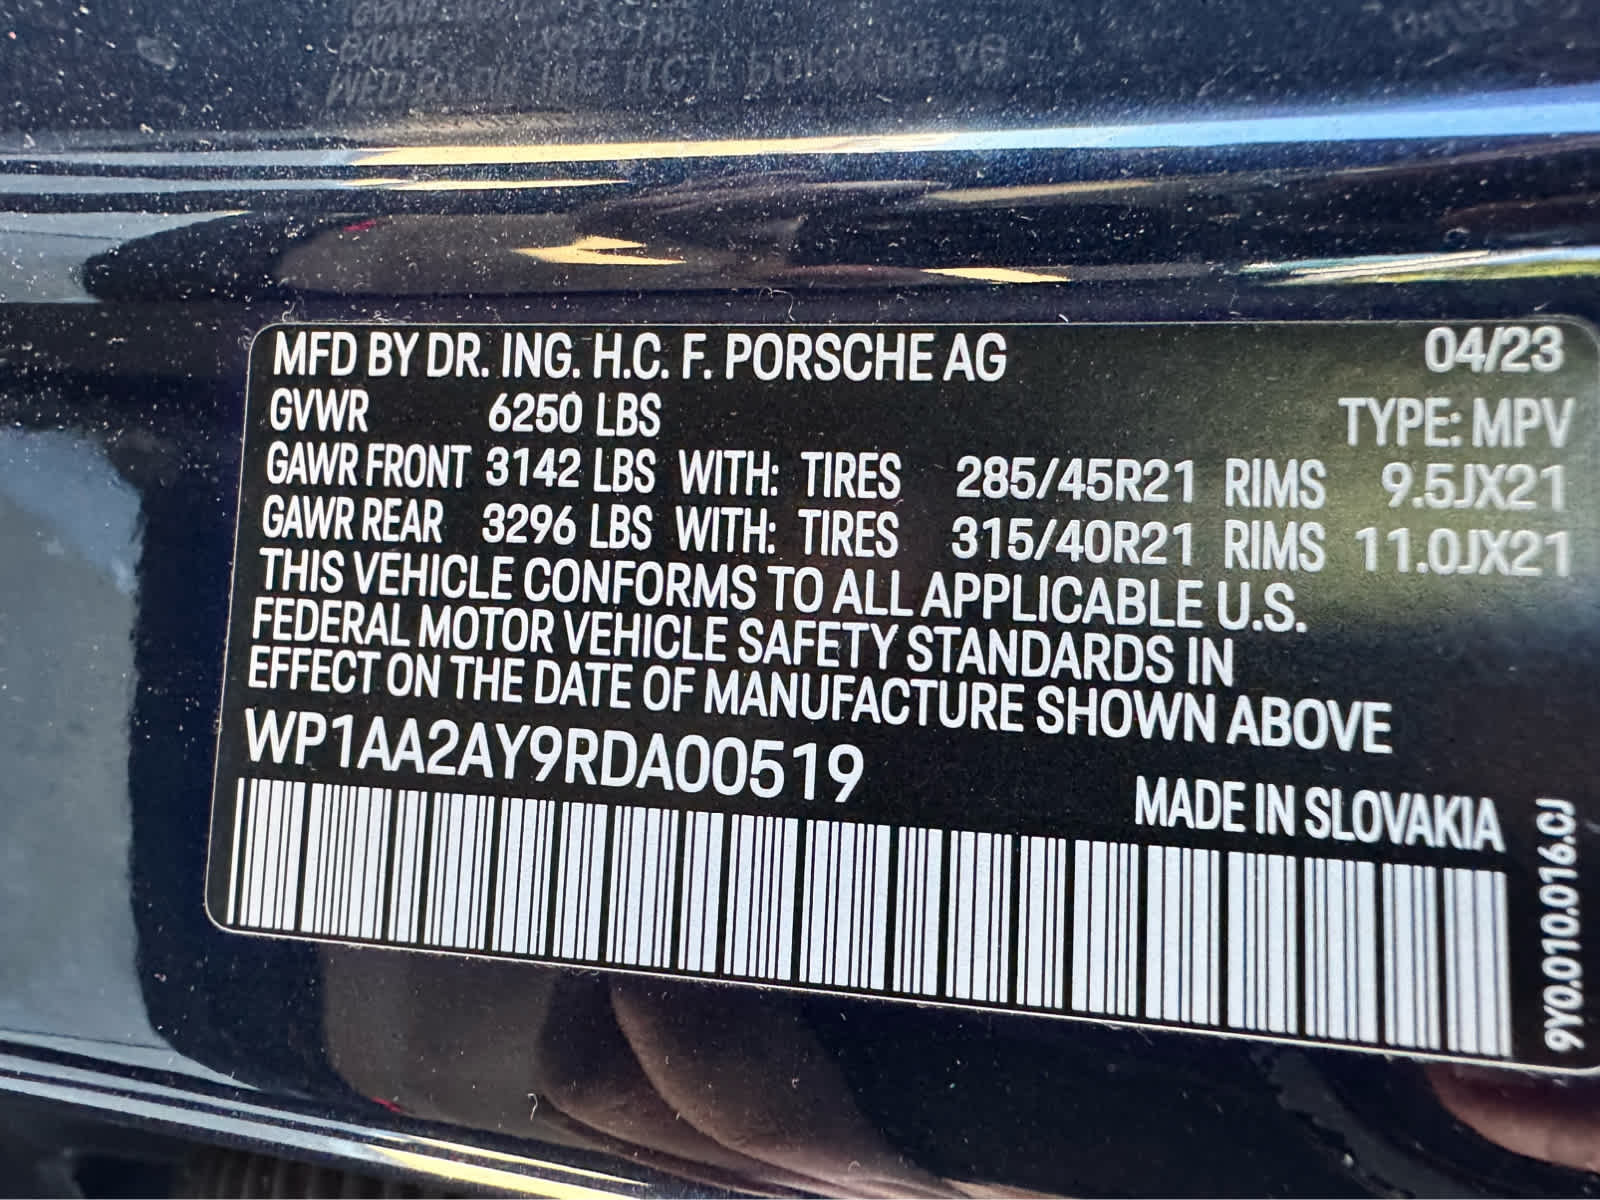 MFD BY DR. ING. H.C. F. PORSCHE AG 04/23
GVWR 6250 LBS TYPE: MPV
GAWR FRONT 3142 LBS WITH: TIRES 285/45R21 RIMS 9.5JX21
GAWR REAR 3296 LBS WITH: TIRES 315/40R21 RIMS 11.0JX21
THIS VEHICLE CONFORMS TO ALL APPLICABLE U.S.
FEDERAL MOTOR VEHICLE SAFETY STANDARDS IN
EFFECT ON THE DATE OF MANUFACTURE SHOWN ABOVE
WP1AA2AY9RDA00519
MADE IN SLOVAKIA
9Y0.010.016.CJ